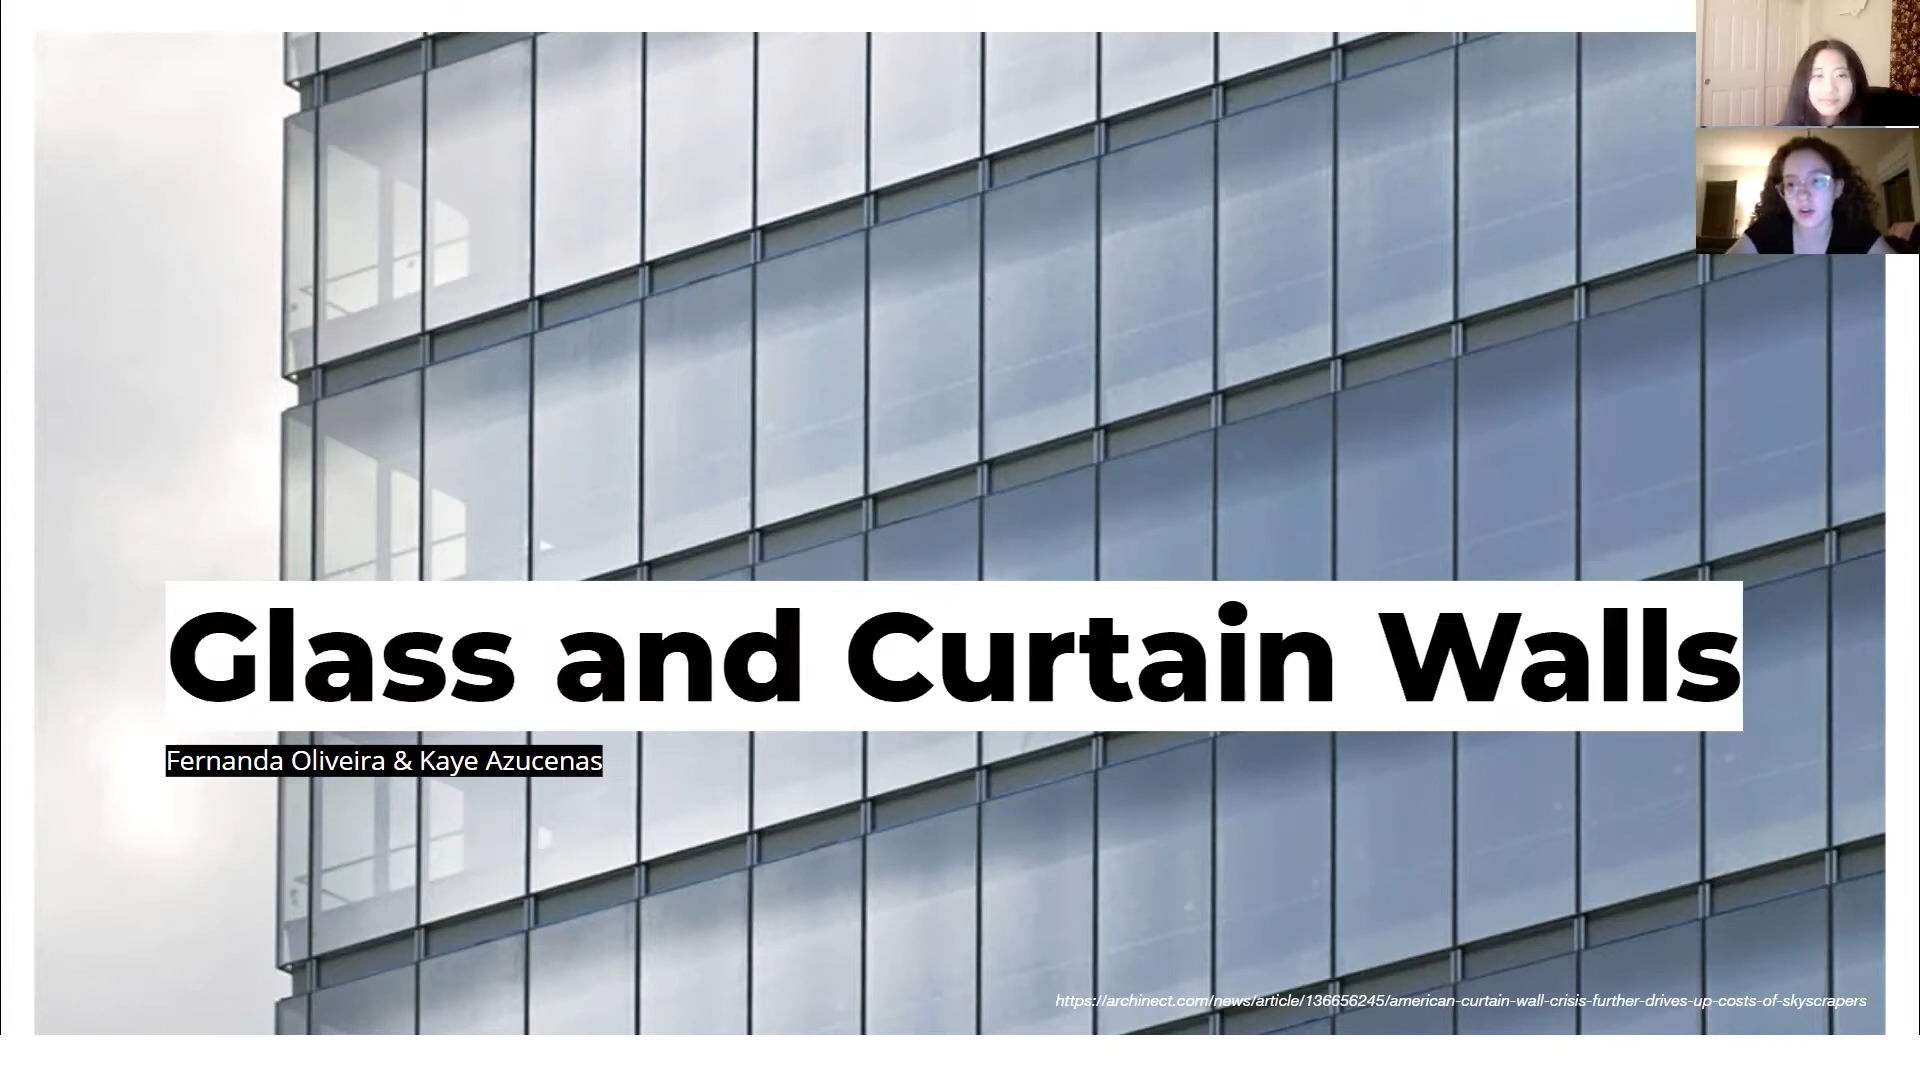 Glass and Curtain Walls
Fernanda Oliveira & Kaye Azucenas
https://archinect.com/news/article/136656245/american-curtain-wall-crisis-further-drives-up-costs-of-skyscrapers